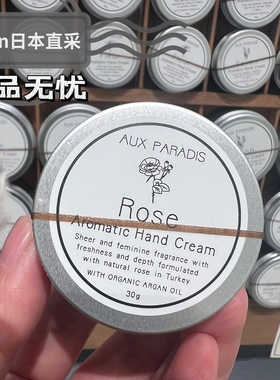 n日本直采
品无忧
AUX PARADIS
Rose
Aromatic Hand Cream
Sheer and feminine fragrance with
freshness and depth formulated
with natural rose in Turkey
WITH ORGANIC ARGAN OIL
30g